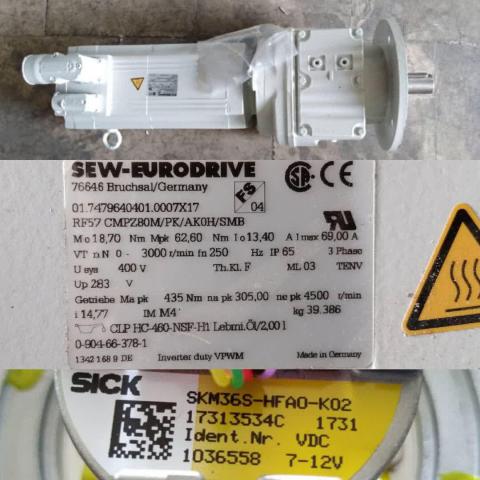 SEW-EURODRIVE
76646 Bruchsal/Germany
FS 04
01.7479640401.0007X17
RF57 CMPZ80M/PK/AK0H/SMB
Mo 18,70 Nm Mpk 62,60 Nm Io 13,40 A Imax 69,00 A
VT nN 0- 3000 r/min fn 250 Hz IP 65 3 Phase
U sys 400 V Th.Kl. F ML 03 TENV
Up 283 V
Getriebe Ma pk 435 Nm na pk 305,00 ne pk 4500 r/min
i 14,77 IM M4 kg 39.386
CLP HC-460-NSF-H1 Lebmi.Öl/2,00 l
0-904-66-378-1
134 2 168 9 DE Inverter duty VPWM Made in Germany
SICK
SKM36S-HFA0-K02
17313534C 1731
Ident.Nr. VDC
1036558 7-12V